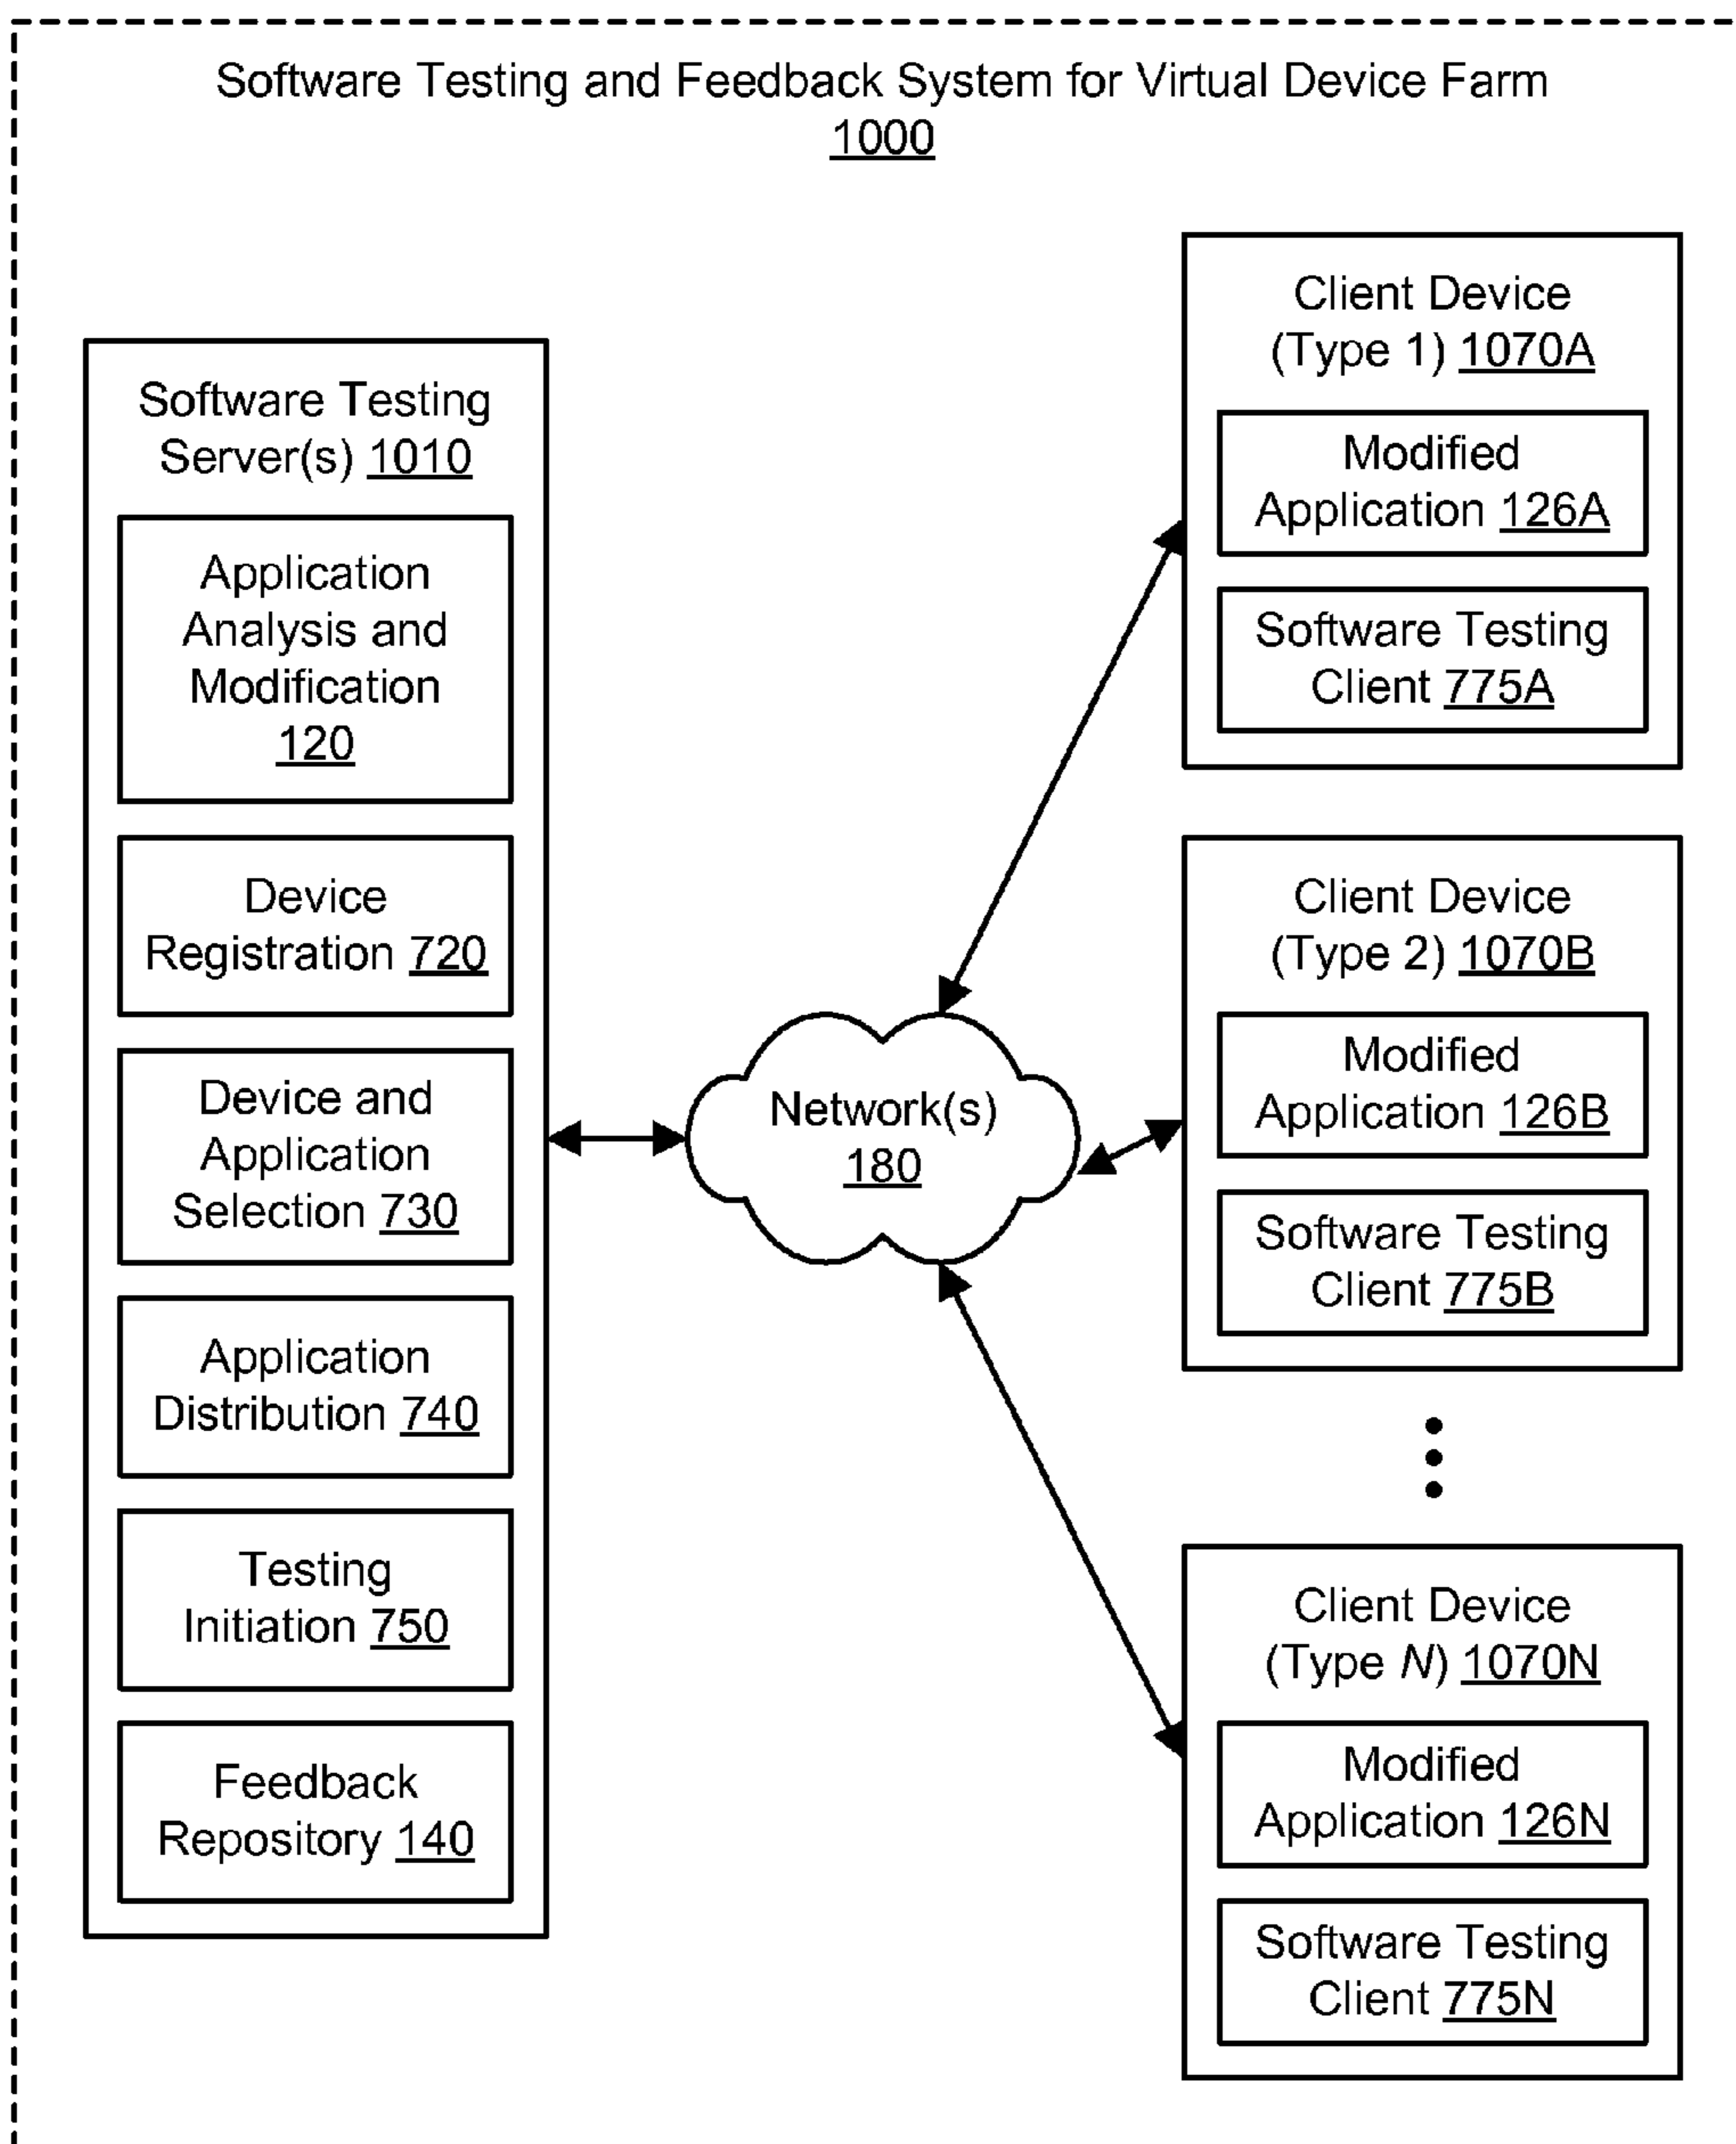 Software Testing and Feedback System for Virtual Device Farm
1000
Software Testing
Server(s) 1010
Application
Analysis and
Modification
120
Device
Registration 720
Device and
Application
Selection 730
Application
Distribution 740
Testing
Initiation 750
Feedback
Repository 140
Network(s)
180
Client Device
(Type 1) 1070A
Modified
Application 126A
Software Testing
Client 775A
Client Device
(Type 2) 1070B
Modified
Application 126B
Software Testing
Client 775B
Client Device
(Type N) 1070N
Modified
Application 126N
Software Testing
Client 775N